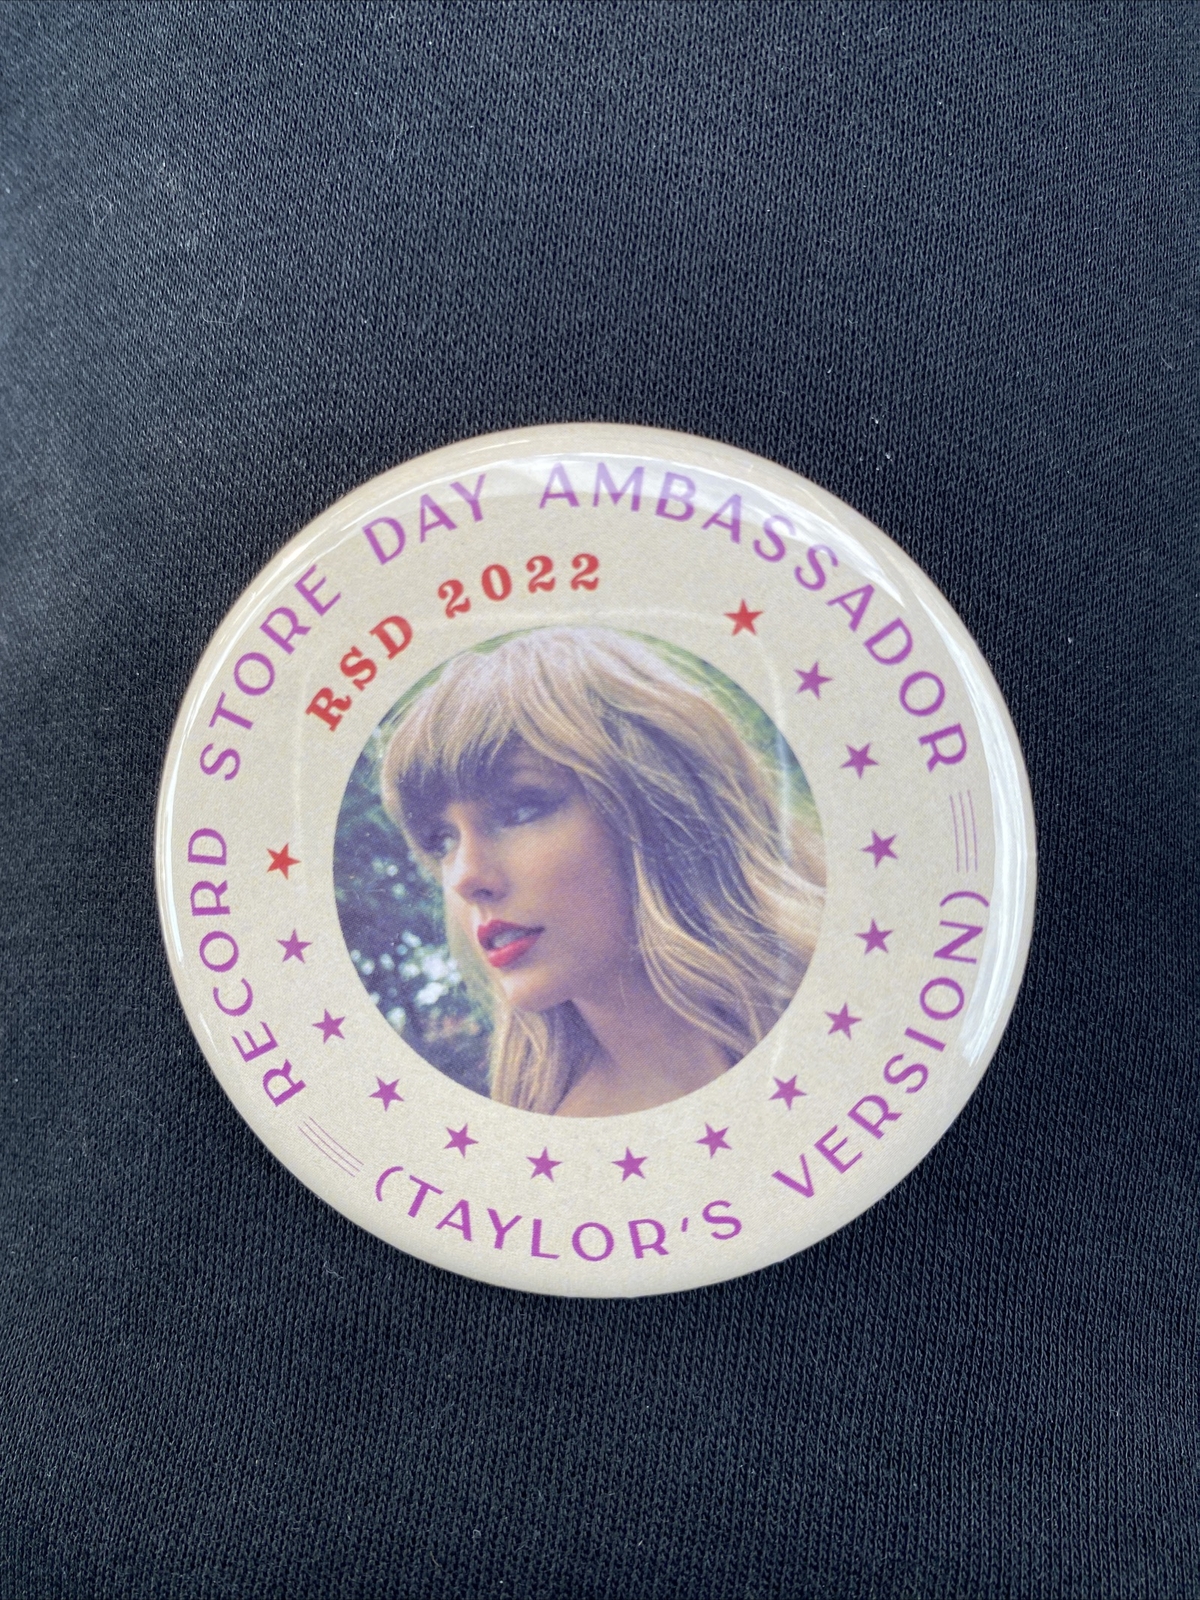 RECORD STORE DAY AMBASSADOR
RSD 2022
(TAYLOR'S VERSION)